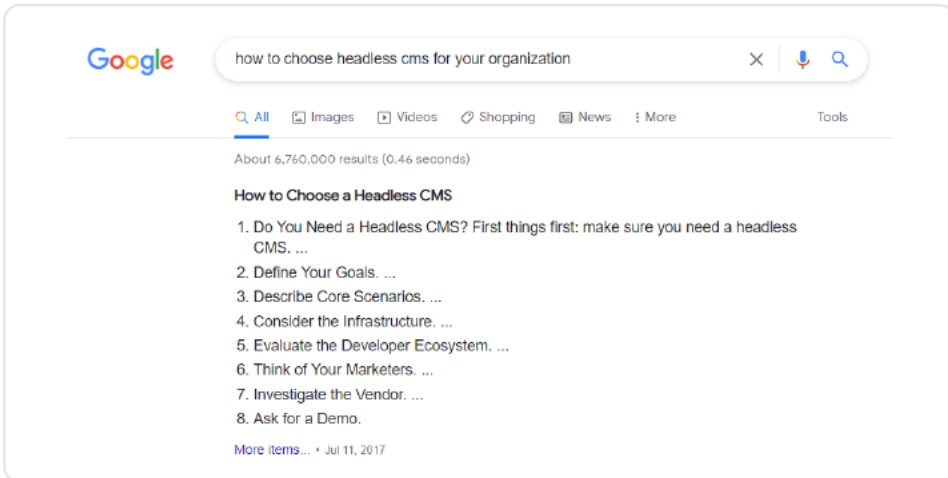 Google
how to choose headless cms for your organization
All Images Videos Shopping News More Tools
About 6,760,000 results (0.46 seconds)
How to Choose a Headless CMS
1. Do You Need a Headless CMS? First things first: make sure you need a headless
CMS. ...
2. Define Your Goals. ...
3. Describe Core Scenarios. ...
4. Consider the Infrastructure. ...
5. Evaluate the Developer Ecosystem. ...
6. Think of Your Marketers. ...
7. Investigate the Vendor. ...
8. Ask for a Demo.
More items... • Jul 11, 2017